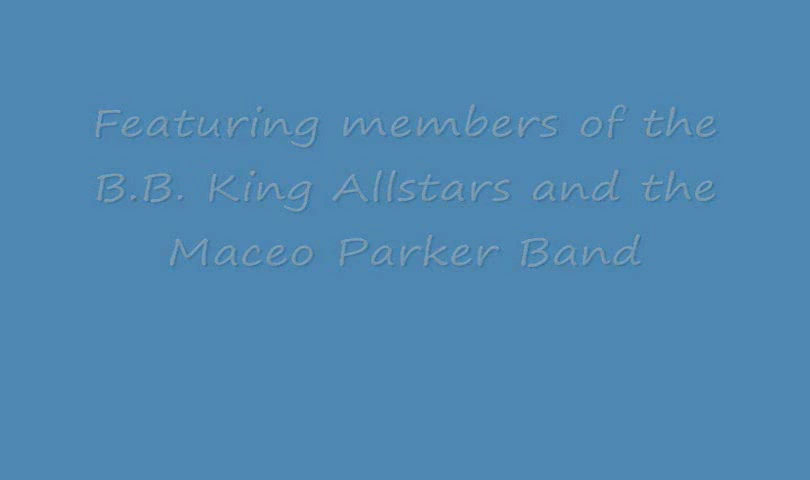 Featuring members of the
B.B. King Allstars and the
Maceo Parker Band